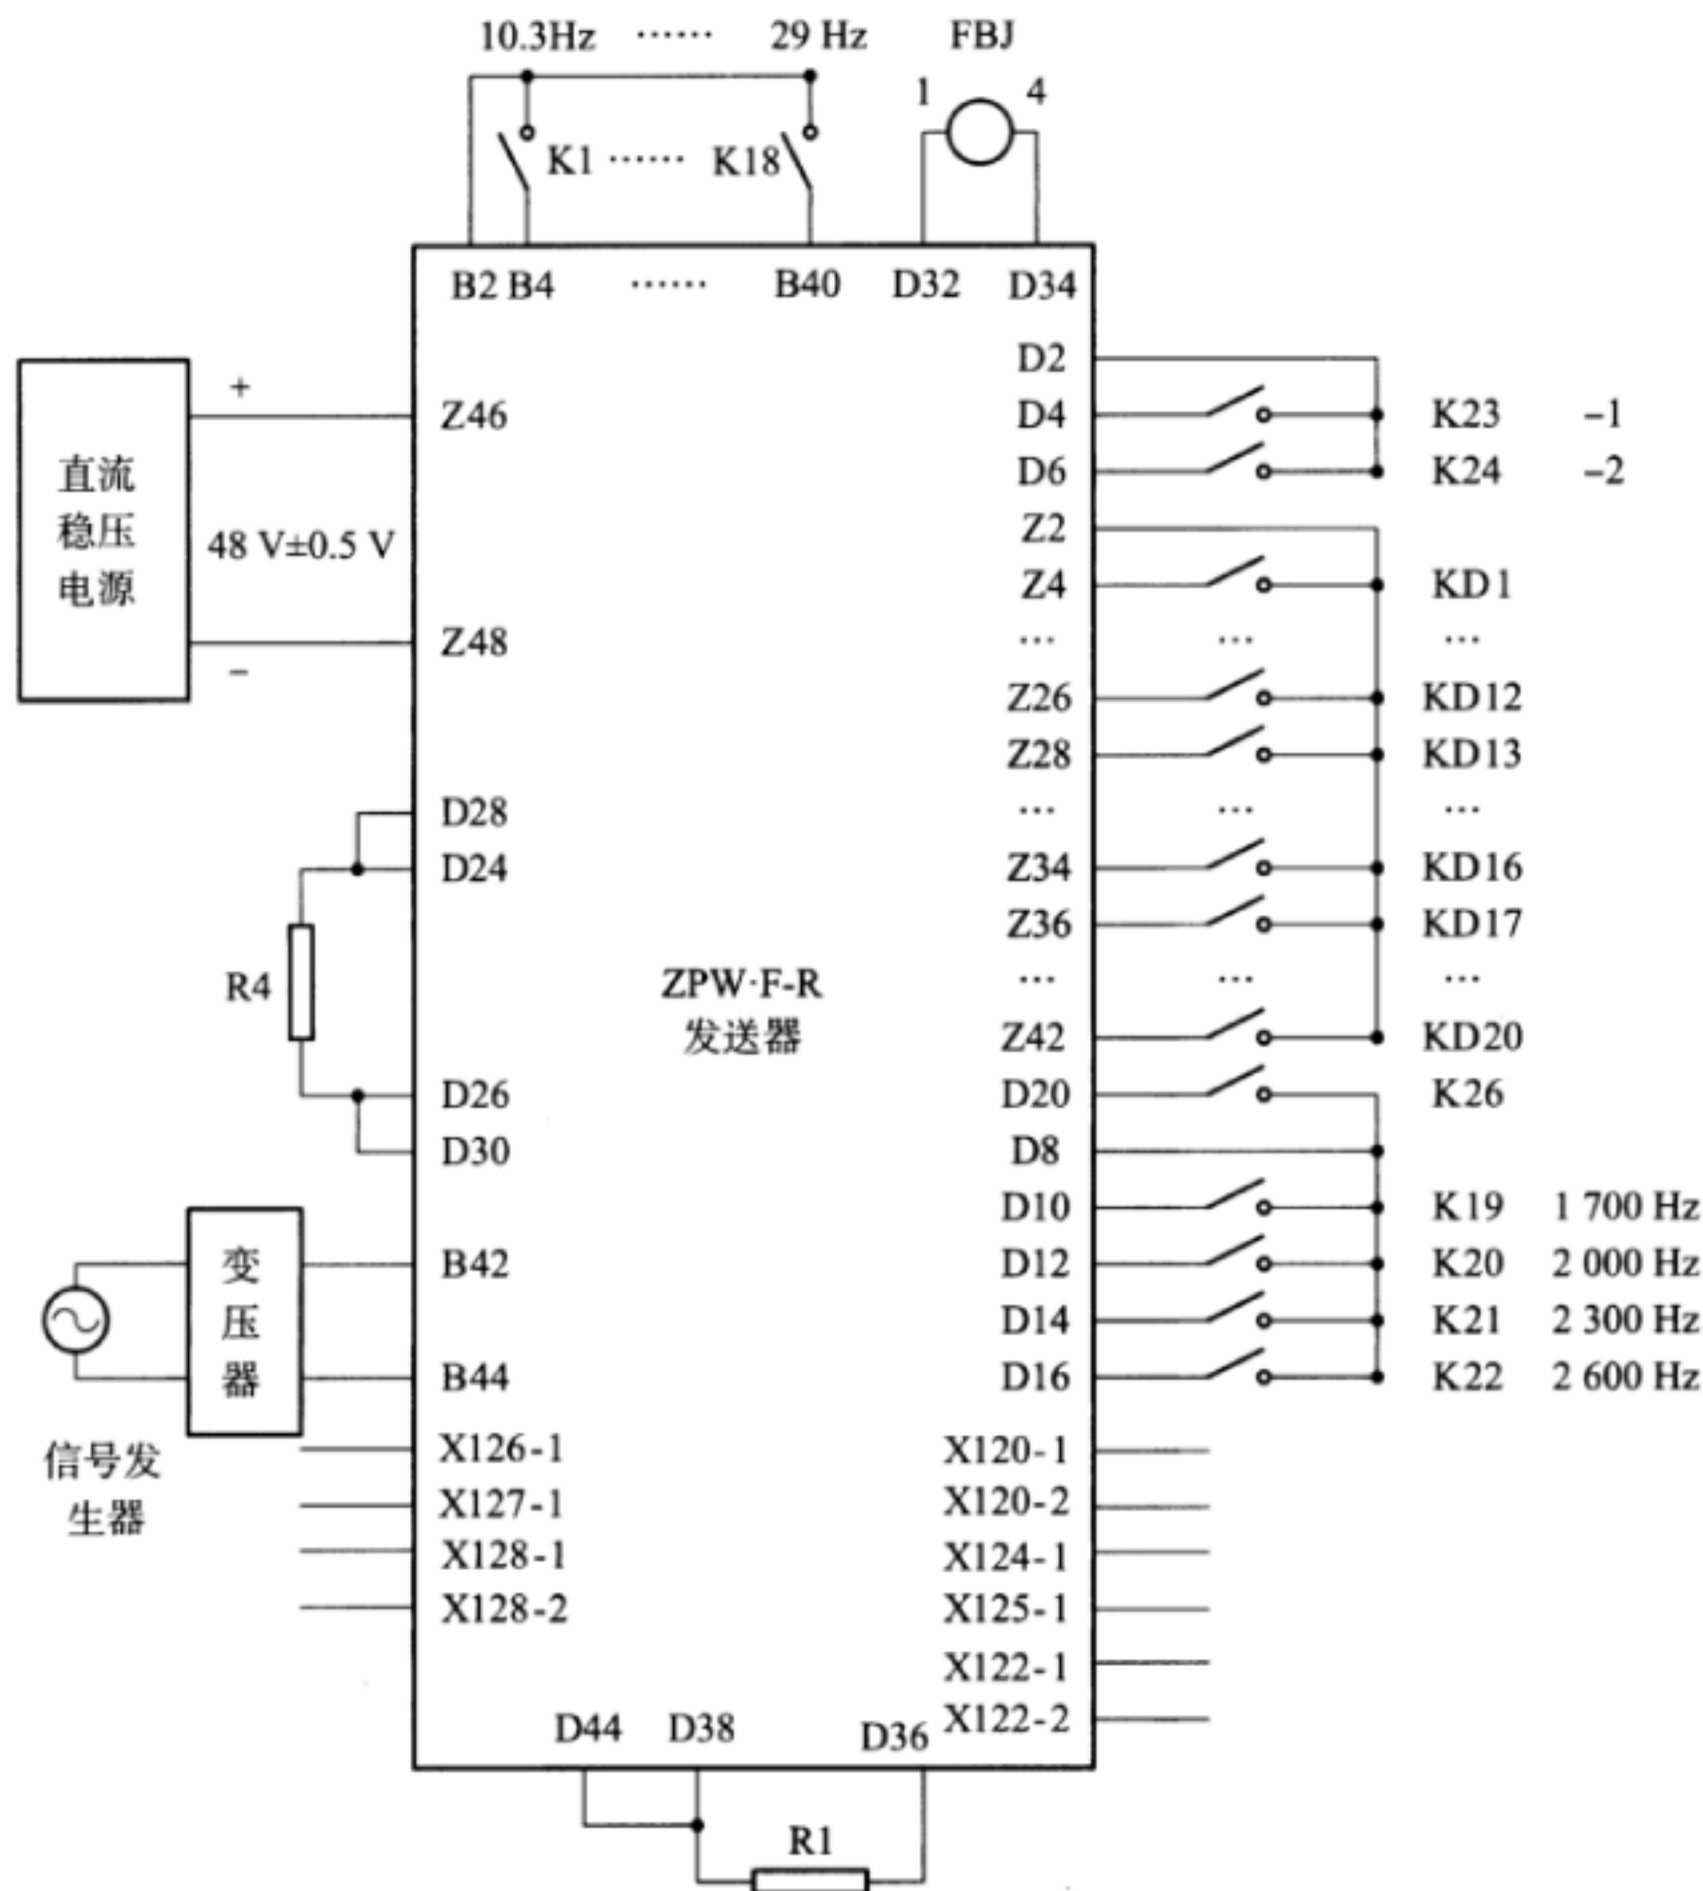 10.3Hz ······ 29 Hz FBJ
1 4
K1 ······ K18
B2 B4 ······ B40 D32 D34
D2
+
Z46 D4 K23 –1
直流
稳压
电源
D6 K24 –2
48 V±0.5 V
Z2
Z4 KD1
Z48 ··· ··· ···
–
Z26 KD12
Z28 KD13
D28 ··· ··· ···
D24 Z34 KD16
Z36 KD17
R4
ZPW·F-R
发送器
··· ··· ···
Z42 KD20
D26 D20 K26
D30 D8
变
压
器
D10 K19 1 700 Hz
B42 D12 K20 2 000 Hz
D14 K21 2 300 Hz
B44 D16 K22 2 600 Hz
信号发
生器
X126-1 X120-1
X127-1 X120-2
X128-1 X124-1
X128-2 X125-1
X122-1
X122-2
D44 D38 D36
R1